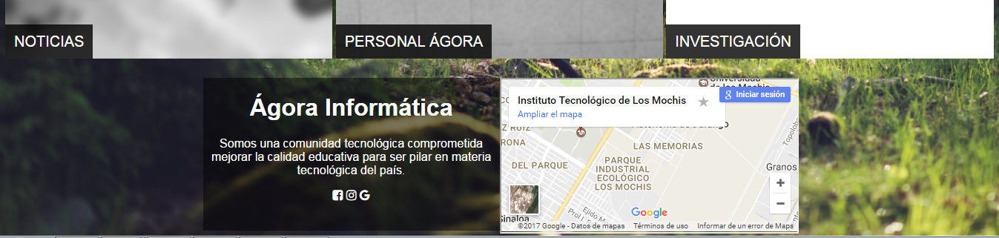 NOTICIAS
PERSONAL ÁGORA
INVESTIGACIÓN
Ágora Informática
Somos una comunidad tecnológica comprometida
mejorar la calidad educativa para ser pilar en materia
tecnológica del país.
Universidad
de los Mochis
Instituto Tecnológico de Los Mochis
Iniciar sesión
Ampliar el mapa
Z RUIZ
RONA
LAS MEMORIAS
DEL PARQUE
PARQUE
INDUSTRIAL
ECOLÓGICO
LOS MOCHIS
Topolob
Granos
+
−
Ejido M
Prol
Sinaloa
Google
©2017 Google - Datos de mapas
Términos de uso
Informar de un error de Maps